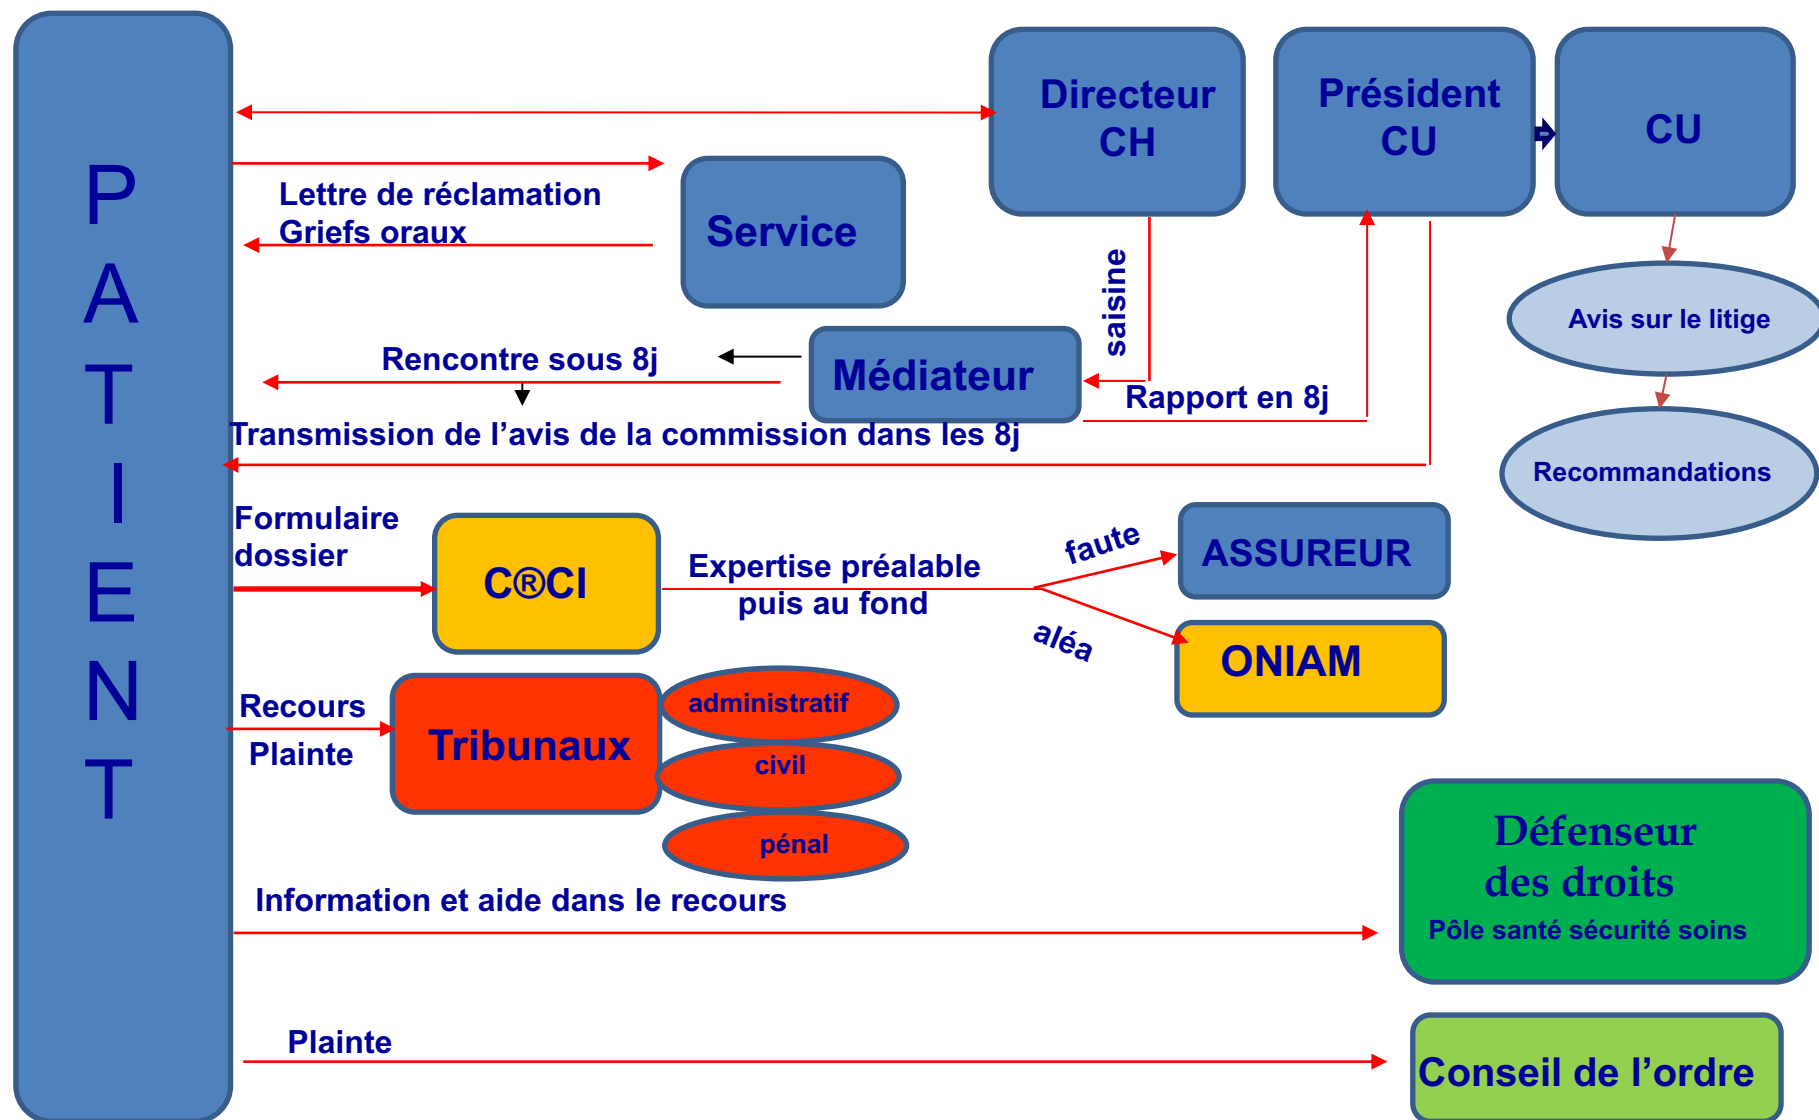 PATIENT
Directeur
CH
Président
CU
CU
Lettre de réclamation
Griefs oraux
Service
saisine
Avis sur le litige
Rencontre sous 8j
Médiateur
Rapport en 8j
Transmission de l’avis de la commission dans les 8j
Recommandations
Formulaire
dossier
C®CI
Expertise préalable
puis au fond
faute
ASSUREUR
aléa
ONIAM
Recours
Plainte
Tribunaux
administratif
civil
pénal
Information et aide dans le recours
Défenseur
des droits
Pôle santé sécurité soins
Plainte
Conseil de l’ordre